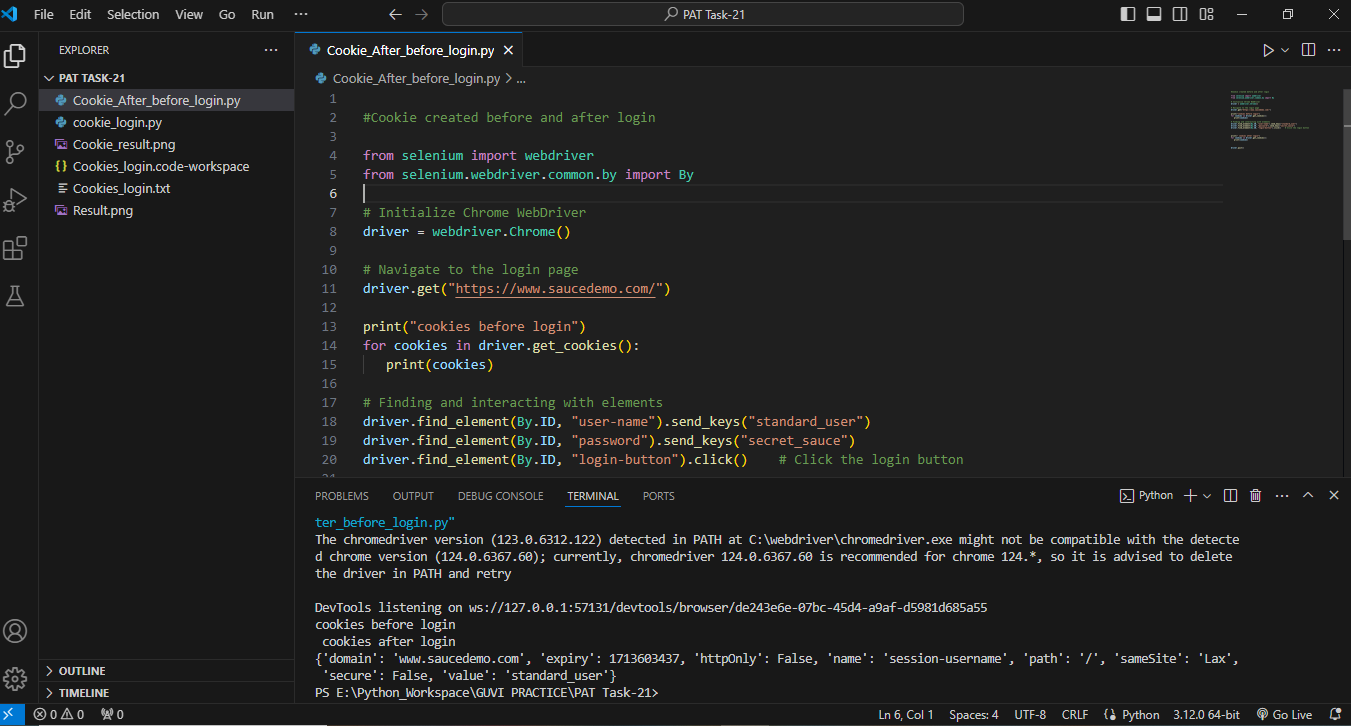 File Edit Selection View Go Run ··· PAT Task-21
EXPLORER ···
PAT TASK-21
Cookie_After_before_login.py
cookie_login.py
Cookie_result.png
{} Cookies_login.code-workspace
Cookies_login.txt
Result.png
OUTLINE
TIMELINE
Cookie_After_before_login.py
Cookie_After_before_login.py > ...
1
2 #Cookie created before and after login
3
4 from selenium import webdriver
5 from selenium.webdriver.common.by import By
6
7 # Initialize Chrome WebDriver
8 driver = webdriver.Chrome()
9
10 # Navigate to the login page
11 driver.get("https://www.saucedemo.com/")
12
13 print("cookies before login")
14 for cookies in driver.get_cookies():
15 print(cookies)
16
17 # Finding and interacting with elements
18 driver.find_element(By.ID, "user-name").send_keys("standard_user")
19 driver.find_element(By.ID, "password").send_keys("secret_sauce")
20 driver.find_element(By.ID, "login-button").click() # Click the login button
PROBLEMS OUTPUT DEBUG CONSOLE TERMINAL PORTS Python
ter_before_login.py"
The chromedriver version (123.0.6312.122) detected in PATH at C:\webdriver\chromedriver.exe might not be compatible with the detecte
d chrome version (124.0.6367.60); currently, chromedriver 124.0.6367.60 is recommended for chrome 124.*, so it is advised to delete
the driver in PATH and retry
DevTools listening on ws://127.0.0.1:57131/devtools/browser/de243e6e-07bc-45d4-a9af-d5981d685a55
cookies before login
cookies after login
{'domain': 'www.saucedemo.com', 'expiry': 1713603437, 'httpOnly': False, 'name': 'session-username', 'path': '/', 'sameSite': 'Lax',
'secure': False, 'value': 'standard_user'}
PS E:\Python_Workspace\GUVI PRACTICE\PAT Task-21>
0 0 0 Ln 6, Col 1 Spaces: 4 UTF-8 CRLF Python 3.12.0 64-bit Go Live